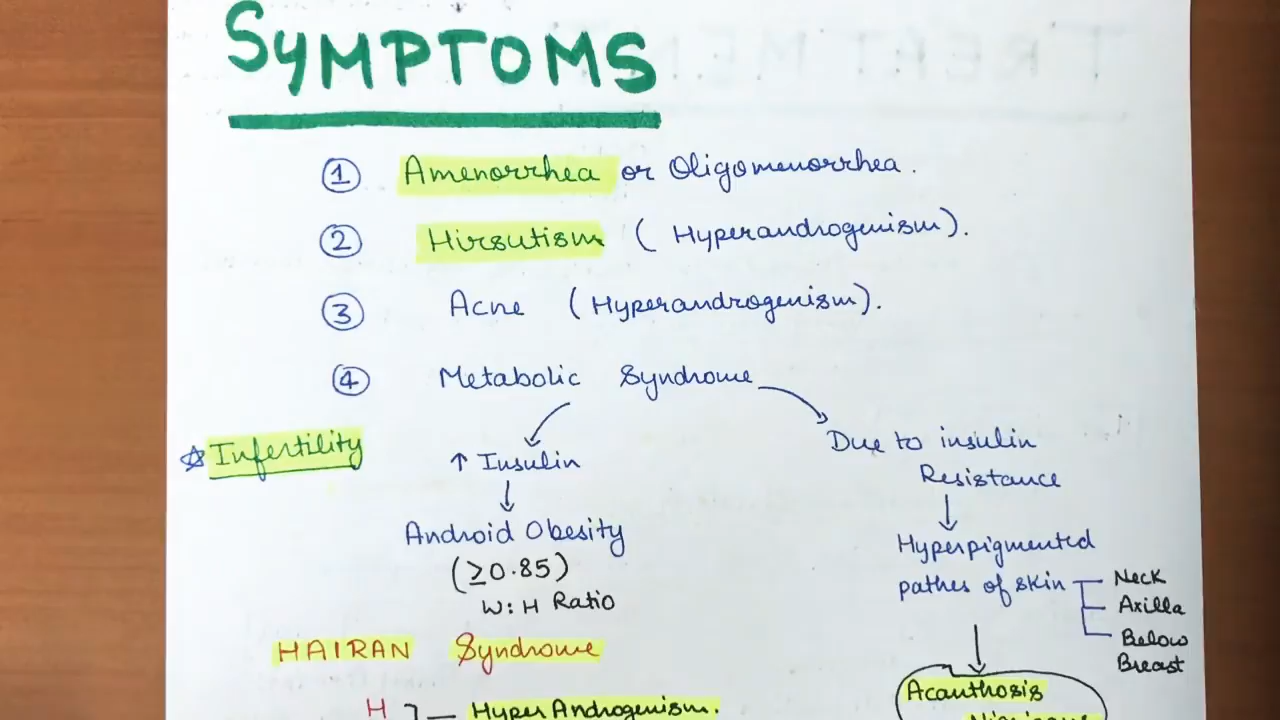 SYMPTOMS
① Amenorrhea or Oligomenorrhea.
② Hirsutism (Hyperandrogenism).
③ Acne (Hyperandrogenism).
④ Metabolic Syndrome
☆ Infertility
↑ Insulin
↓
Android Obesity
(≥0.85)
W:H Ratio
Due to insulin
Resistance
↓
Hyperpigmented
pathes of skin
Neck
Axilla
Below
Breast
↓
Acanthosis
HAIRAN Syndrome
H ] — HyperAndrogenism.